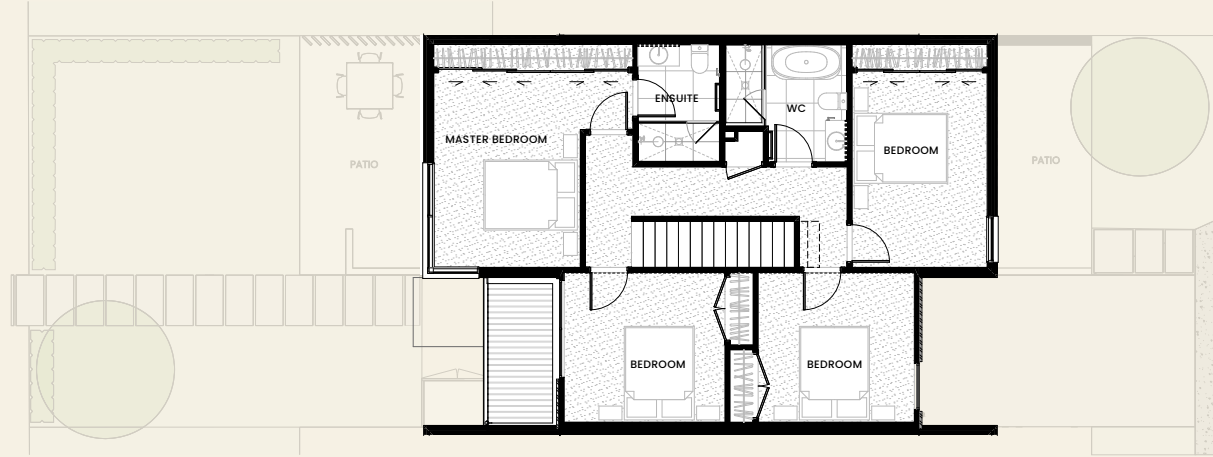 ENSUITE
WC
MASTER BEDROOM
BEDROOM
PATIO
PATIO
BEDROOM
BEDROOM